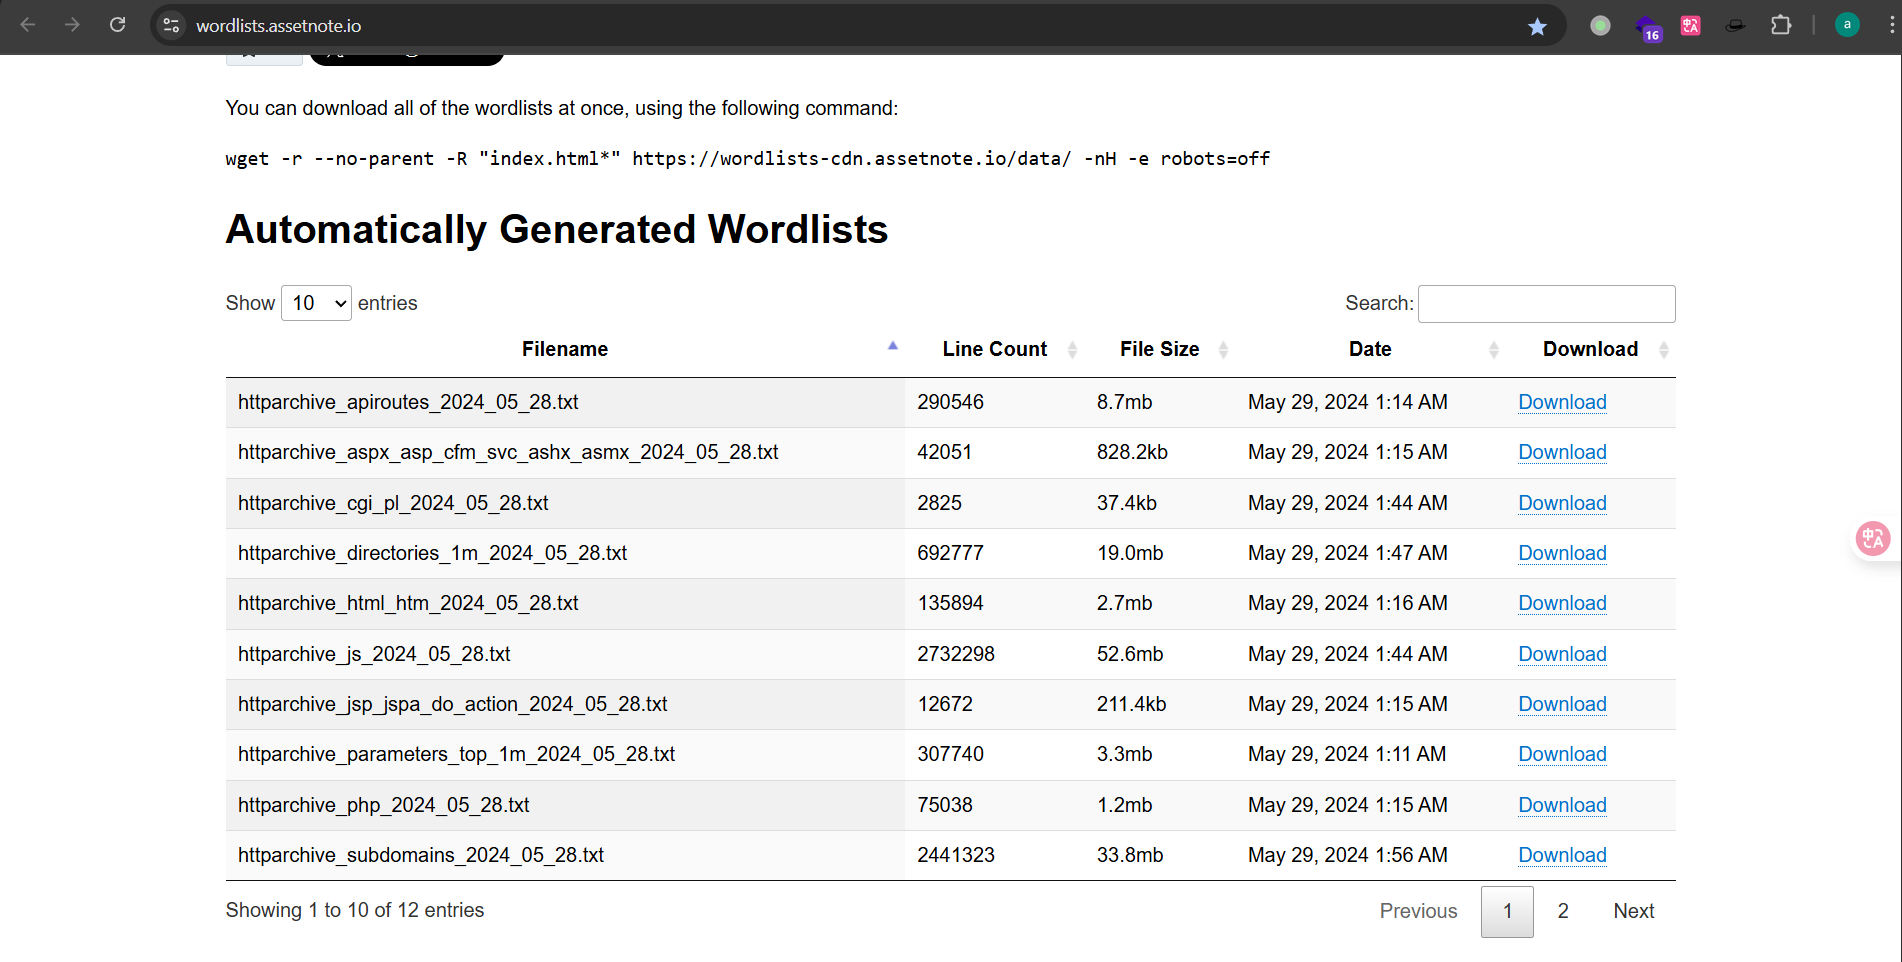 wordlists.assetnote.io
16
a
You can download all of the wordlists at once, using the following command:
wget -r --no-parent -R "index.html*" https://wordlists-cdn.assetnote.io/data/ -nH -e robots=off
Automatically Generated Wordlists
Show 10 entries Search:
Filename Line Count File Size Date Download
httparchive_apiroutes_2024_05_28.txt 290546 8.7mb May 29, 2024 1:14 AM Download
httparchive_aspx_asp_cfm_svc_ashx_asmx_2024_05_28.txt 42051 828.2kb May 29, 2024 1:15 AM Download
httparchive_cgi_pl_2024_05_28.txt 2825 37.4kb May 29, 2024 1:44 AM Download
httparchive_directories_1m_2024_05_28.txt 692777 19.0mb May 29, 2024 1:47 AM Download
httparchive_html_htm_2024_05_28.txt 135894 2.7mb May 29, 2024 1:16 AM Download
httparchive_js_2024_05_28.txt 2732298 52.6mb May 29, 2024 1:44 AM Download
httparchive_jsp_jspa_do_action_2024_05_28.txt 12672 211.4kb May 29, 2024 1:15 AM Download
httparchive_parameters_top_1m_2024_05_28.txt 307740 3.3mb May 29, 2024 1:11 AM Download
httparchive_php_2024_05_28.txt 75038 1.2mb May 29, 2024 1:15 AM Download
httparchive_subdomains_2024_05_28.txt 2441323 33.8mb May 29, 2024 1:56 AM Download
Showing 1 to 10 of 12 entries Previous 1 2 Next